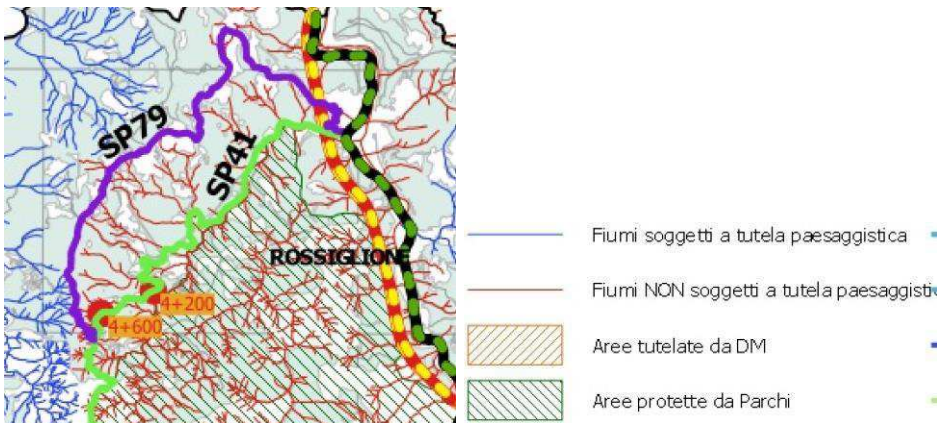 SP79
SP41
ROSSIGLIONE
4+200
4+600
Fiumi soggetti a tutela paesaggistica
Fiumi NON soggetti a tutela paesaggisti
Aree tutelate da DM
Aree protette da Parchi